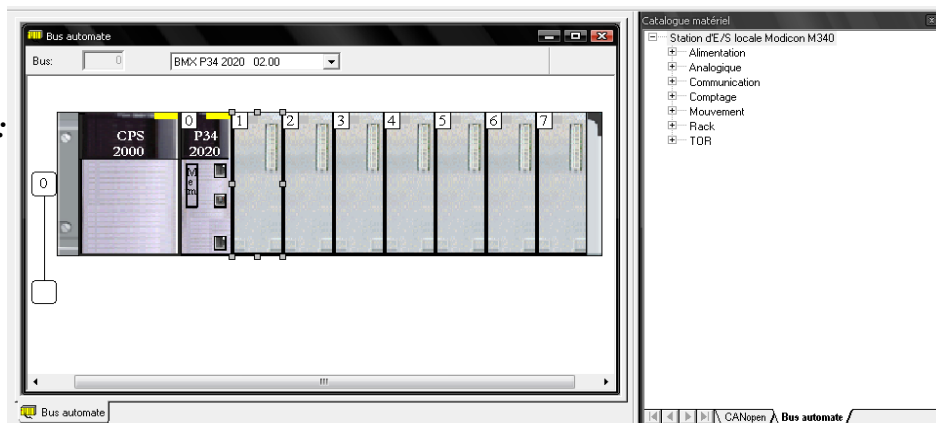 Bus automate
Bus: 0 BMX P34 2020 02.00
:
CPS 2000
0
P34 2020
Mem
1
2
3
4
5
6
7
0
Bus automate
Catalogue matériel
Station d'E/S locale Modicon M340
Alimentation
Analogique
Communication
Comptage
Mouvement
Rack
TOR
CANopen Bus automate